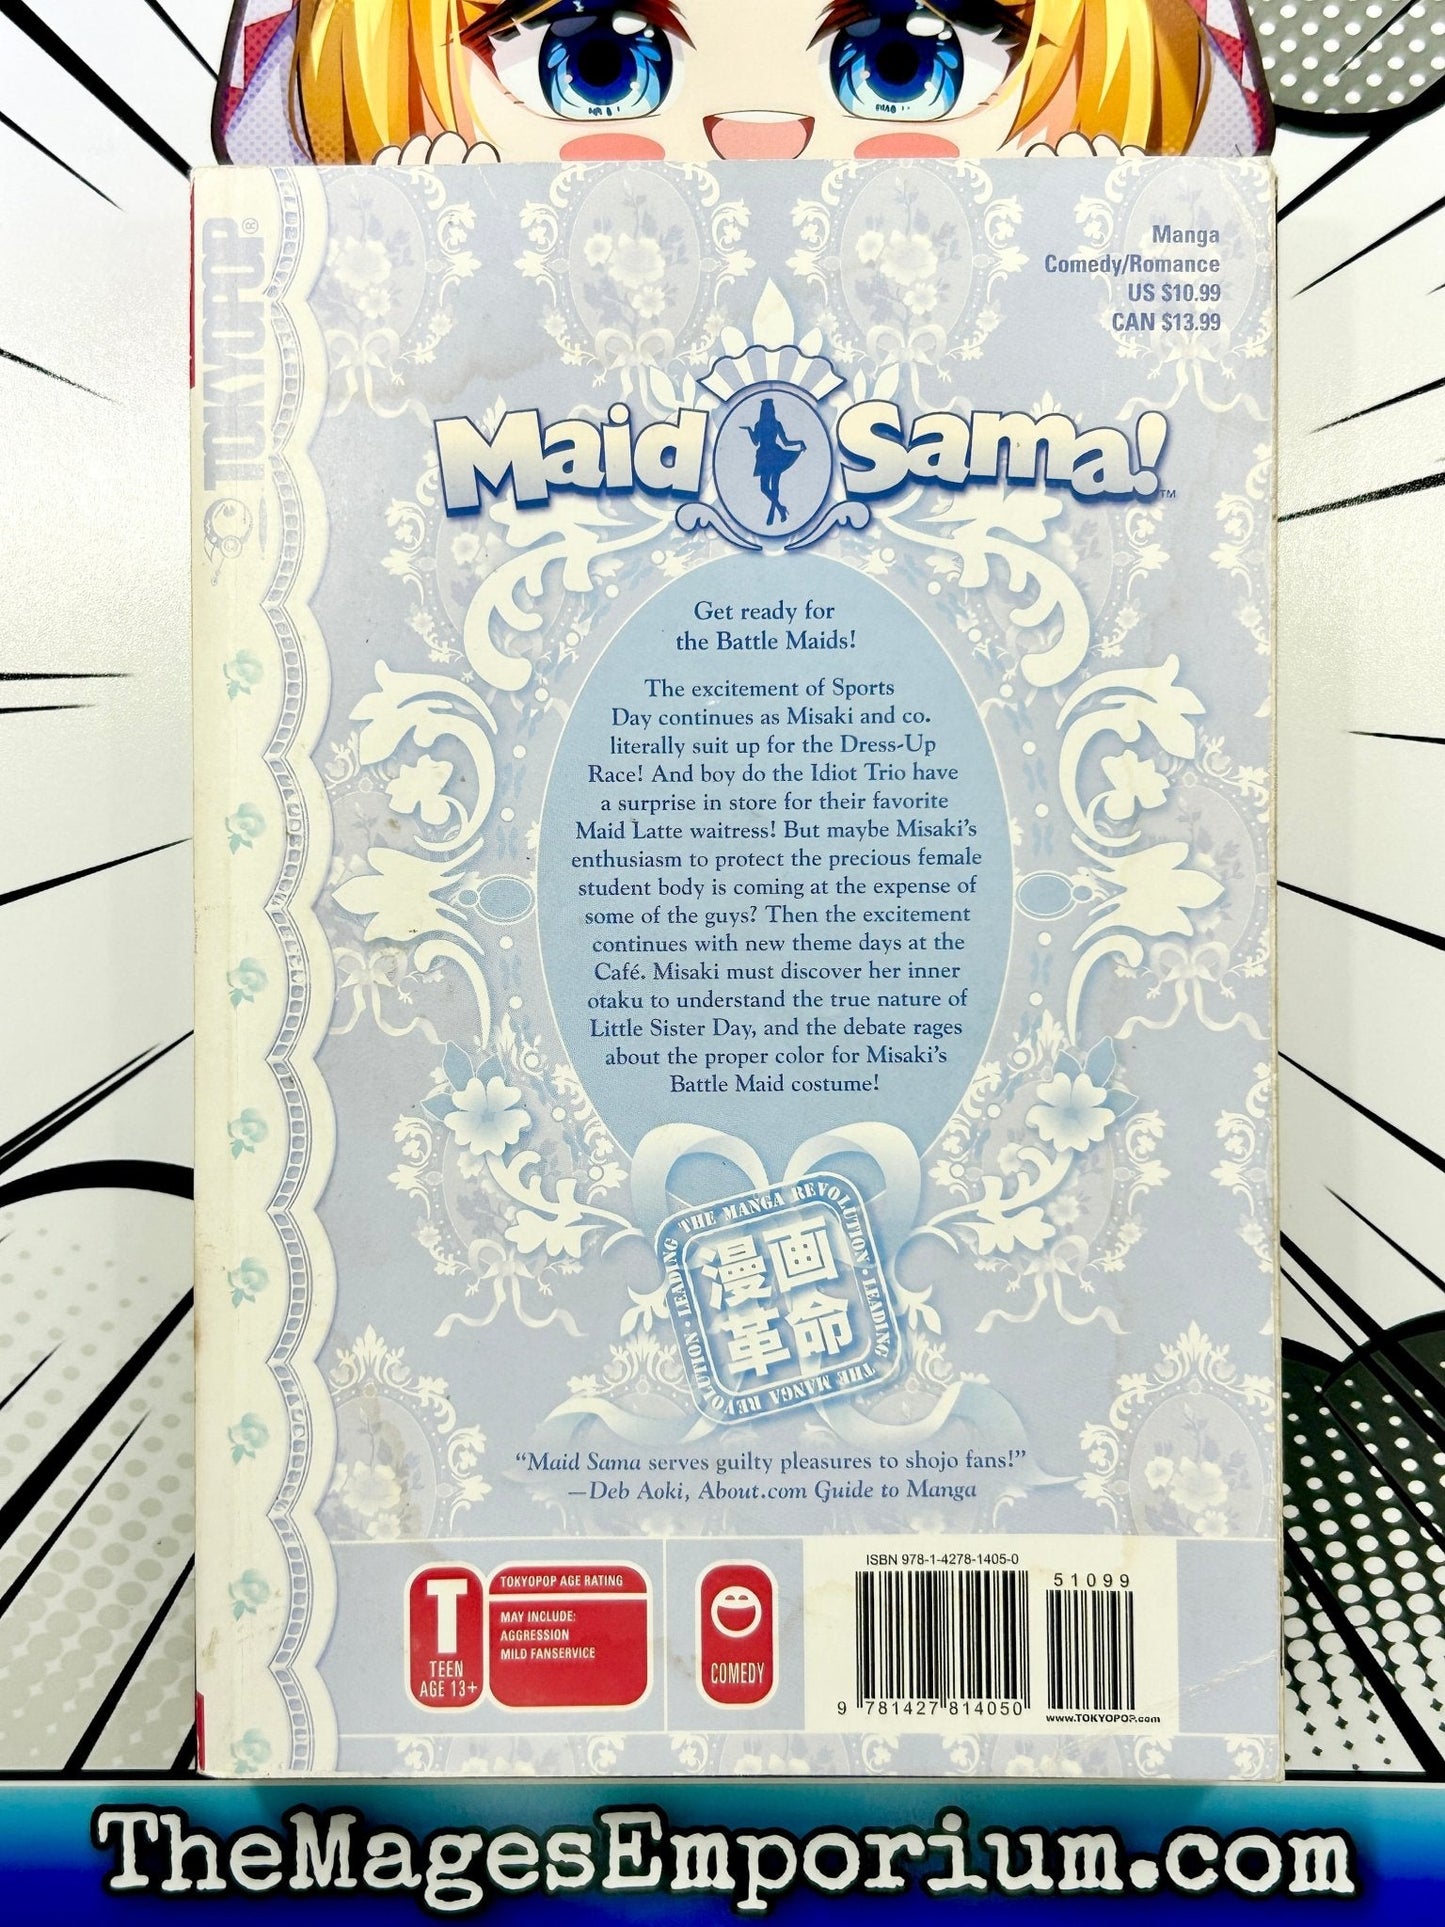 TOKYOPOP®
Manga
Comedy/Romance
US $10.99
CAN $13.99
Maid Sama!™
Get ready for
the Battle Maids!
The excitement of Sports
Day continues as Misaki and co.
literally suit up for the Dress-Up
Race! And boy do the Idiot Trio have
a surprise in store for their favorite
Maid Latte waitress! But maybe Misaki's
enthusiasm to protect the precious female
student body is coming at the expense of
some of the guys? Then the excitement
continues with new theme days at the
Café. Misaki must discover her inner
otaku to understand the true nature of
Little Sister Day, and the debate rages
about the proper color for Misaki's
Battle Maid costume!
LEADING THE MANGA REVOLUTION · LEADING THE MANGA REVOLUTION ·
漫画
革命
“Maid Sama serves guilty pleasures to shojo fans!”
—Deb Aoki, About.com Guide to Manga
T
TEEN
AGE 13+
TOKYOPOP AGE RATING
MAY INCLUDE:
AGGRESSION
MILD FANSERVICE
COMEDY
ISBN 978-1-4278-1405-0
51099
9 781427 814050
www.TOKYOPOP.com
TheMagesEmporium.com